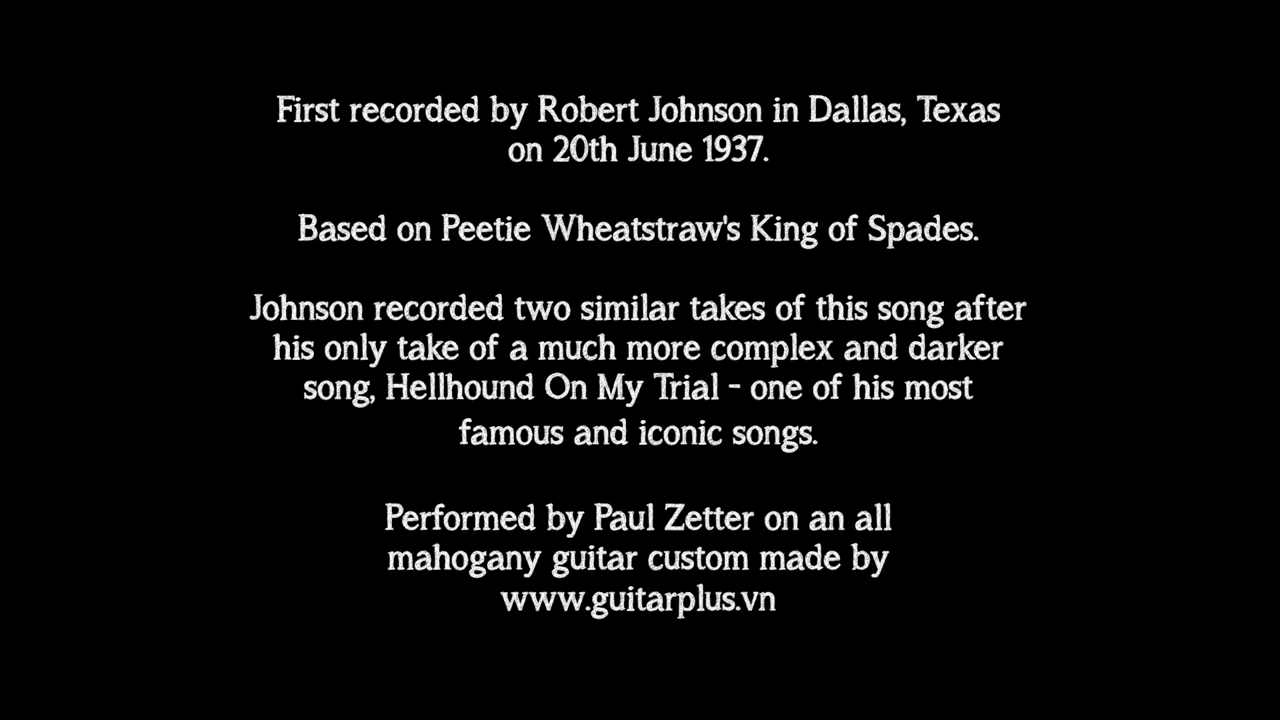 First recorded by Robert Johnson in Dallas, Texas
on 20th June 1937.
Based on Peetie Wheatstraw's King of Spades.
Johnson recorded two similar takes of this song after
his only take of a much more complex and darker
song, Hellhound On My Trial - one of his most
famous and iconic songs.
Performed by Paul Zetter on an all
mahogany guitar custom made by
www.guitarplus.vn